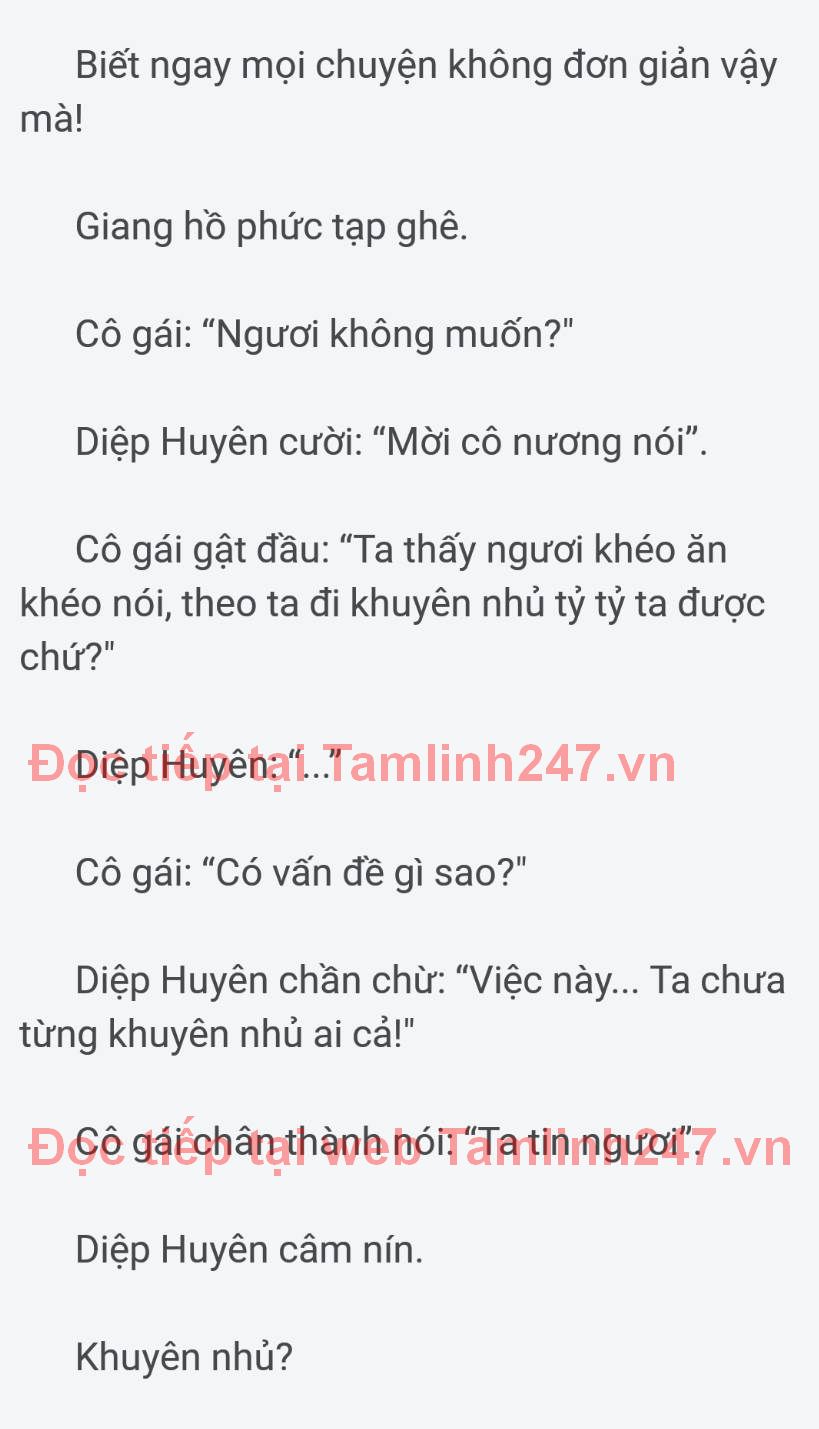 Biết ngay mọi chuyện không đơn giản vậy
mà!
Giang hồ phức tạp ghê.
Cô gái: “Ngươi không muốn?"
Diệp Huyên cười: “Mời cô nương nói”.
Cô gái gật đầu: “Ta thấy ngươi khéo ăn
khéo nói, theo ta đi khuyên nhủ tỷ tỷ ta được
chứ?"
Diệp Huyên: “...”
Đọc tiếp tại Tamlinh247.vn
Cô gái: “Có vấn đề gì sao?"
Diệp Huyên chần chừ: “Việc này... Ta chưa
từng khuyên nhủ ai cả!"
Cô gái chân thành nói: “Ta tin ngươi”.
Đọc tiếp tại web Tamlinh247.vn
Diệp Huyên câm nín.
Khuyên nhủ?